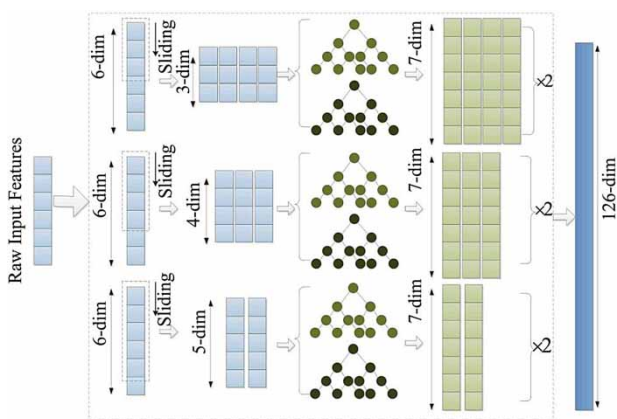 Raw Input Features
6-dim
Sliding
3-dim
7-dim
×2
6-dim
Sliding
4-dim
7-dim
×2
6-dim
Sliding
5-dim
7-dim
×2
126-dim